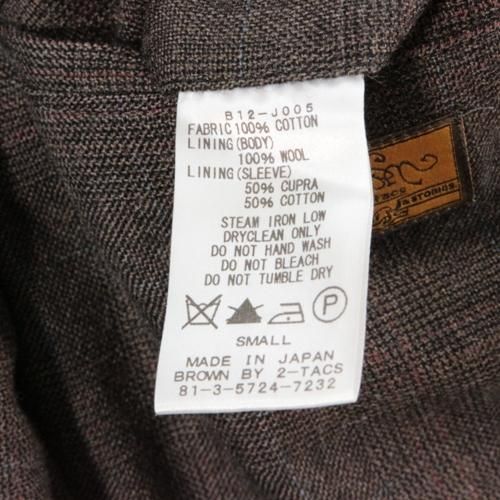 B12-J005
FABRIC 100% COTTON
LINING(BODY)
100% WOOL
LINING(SLEEVE)
50% CUPRA
50% COTTON
STEAM IRON LOW
DRYCLEAN ONLY
DO NOT HAND WASH
DO NOT BLEACH
DO NOT TUMBLE DRY
P
SMALL
MADE IN JAPAN
BROWN BY 2-TACS
81-3-5724-7232
TACS